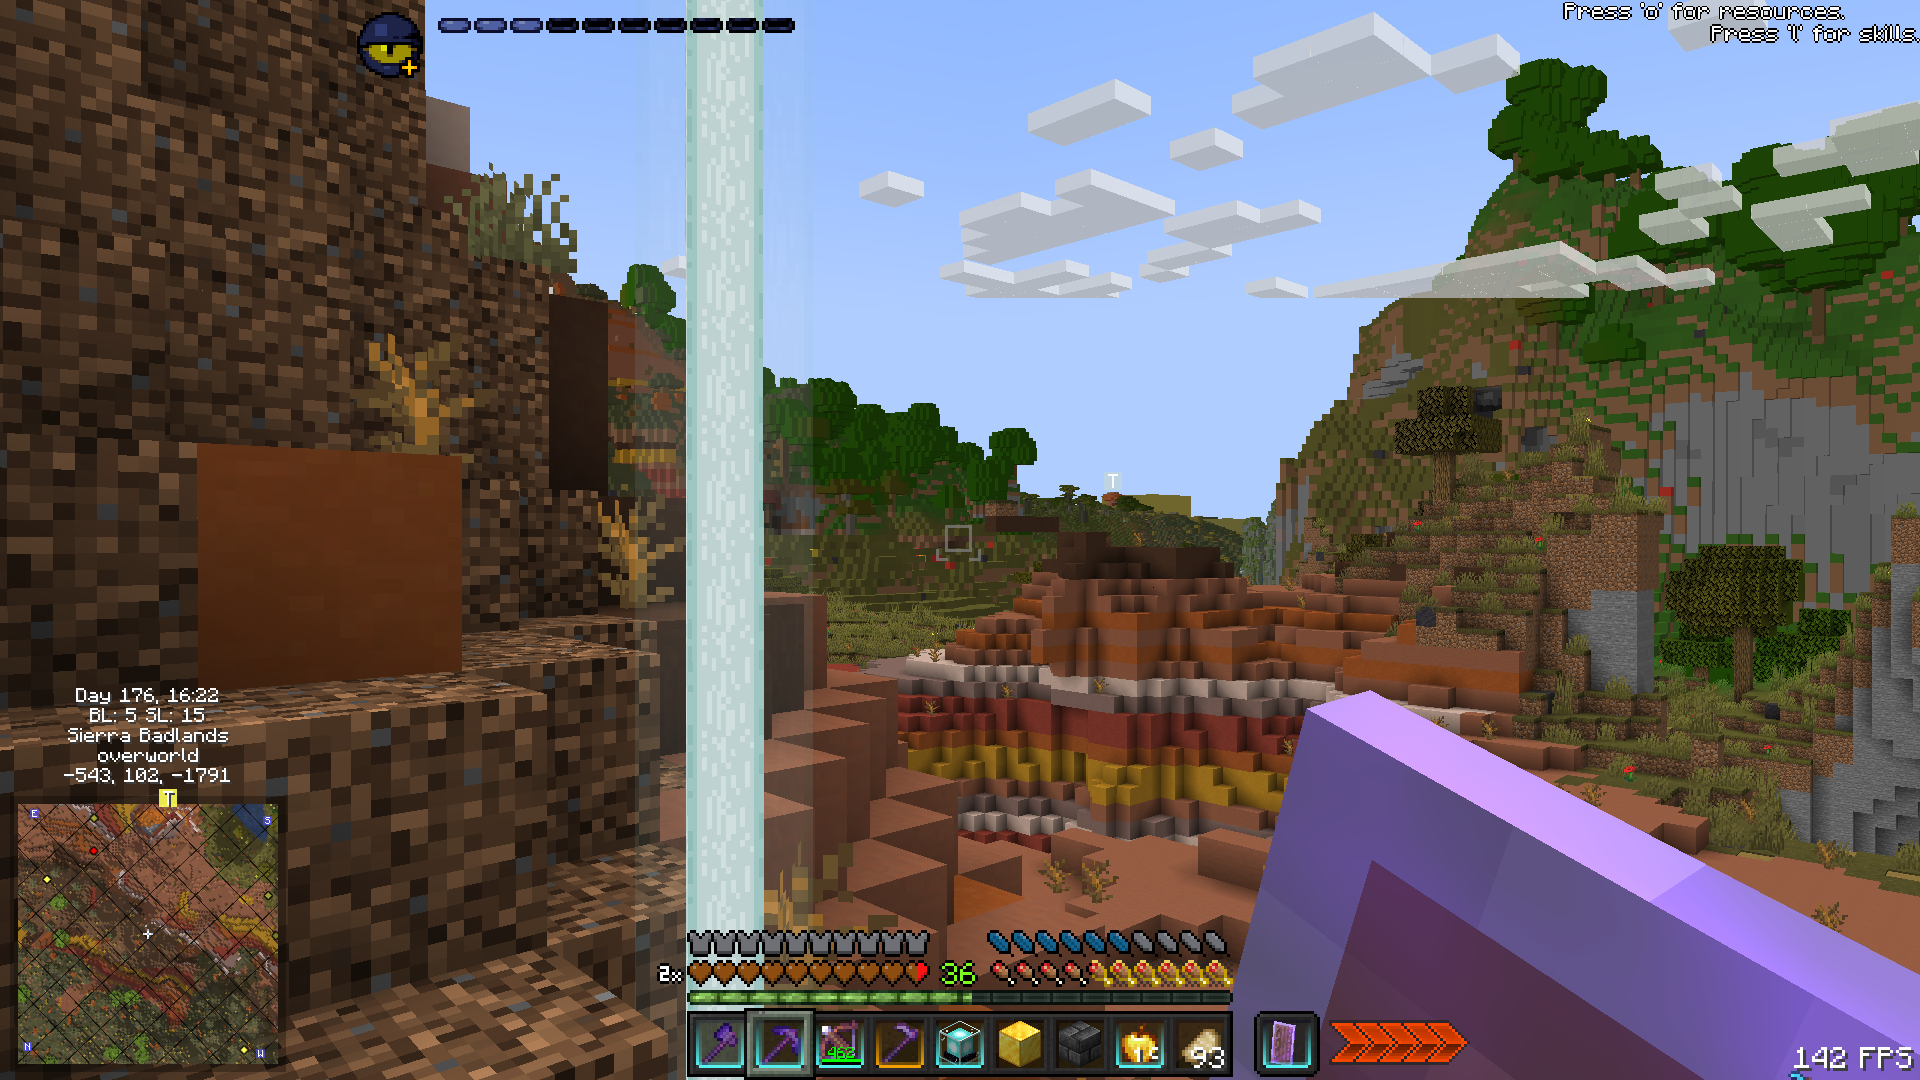 Press 'o' for resources.
Press 'l' for skills.
T
Day 176, 16:22
BL: 5 SL: 15
Sierra Badlands
overworld
-543, 102, -1791
T
E
S
N
W
2x
36
462
93
142 FPS